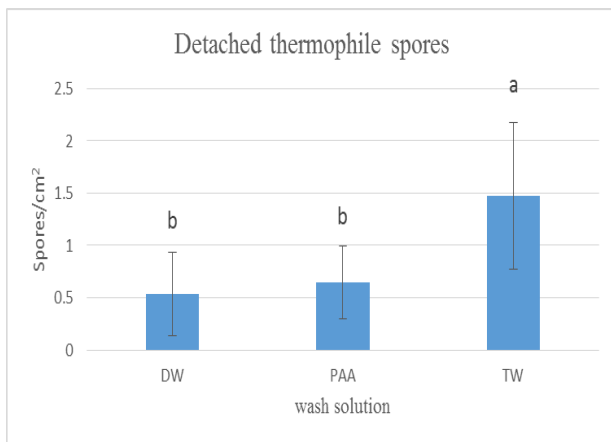 Detached thermophile spores
2.5
2
1.5
1
0.5
0
Spores/cm²
b
b
a
DW
PAA
TW
wash solution